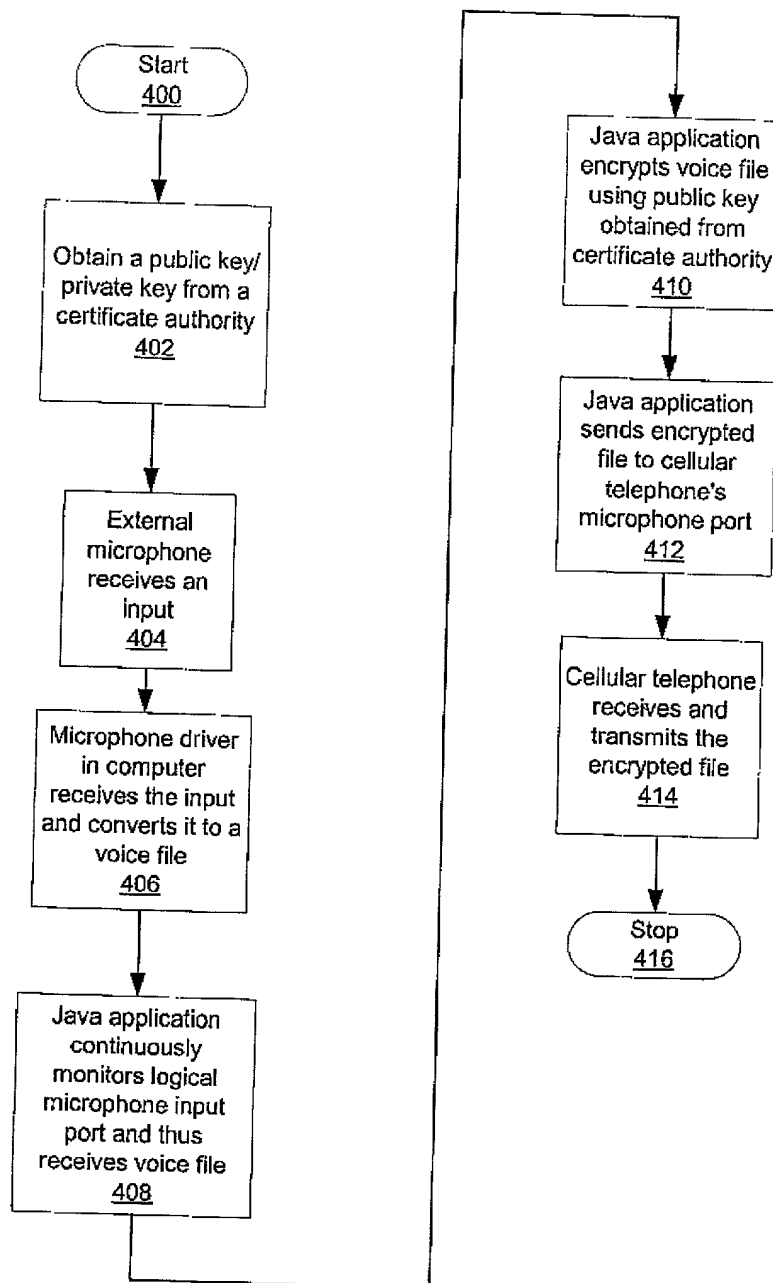 Start
400
Obtain a public key/
private key from a
certificate authority
402
External
microphone
receives an
input
404
Microphone driver
in computer
receives the input
and converts it to a
voice file
406
Java application
continuously
monitors logical
microphone input
port and thus
receives voice file
408
Java application
encrypts voice file
using public key
obtained from
certificate authority
410
Java application
sends encrypted
file to cellular
telephone's
microphone port
412
Cellular telephone
receives and
transmits the
encrypted file
414
Stop
416